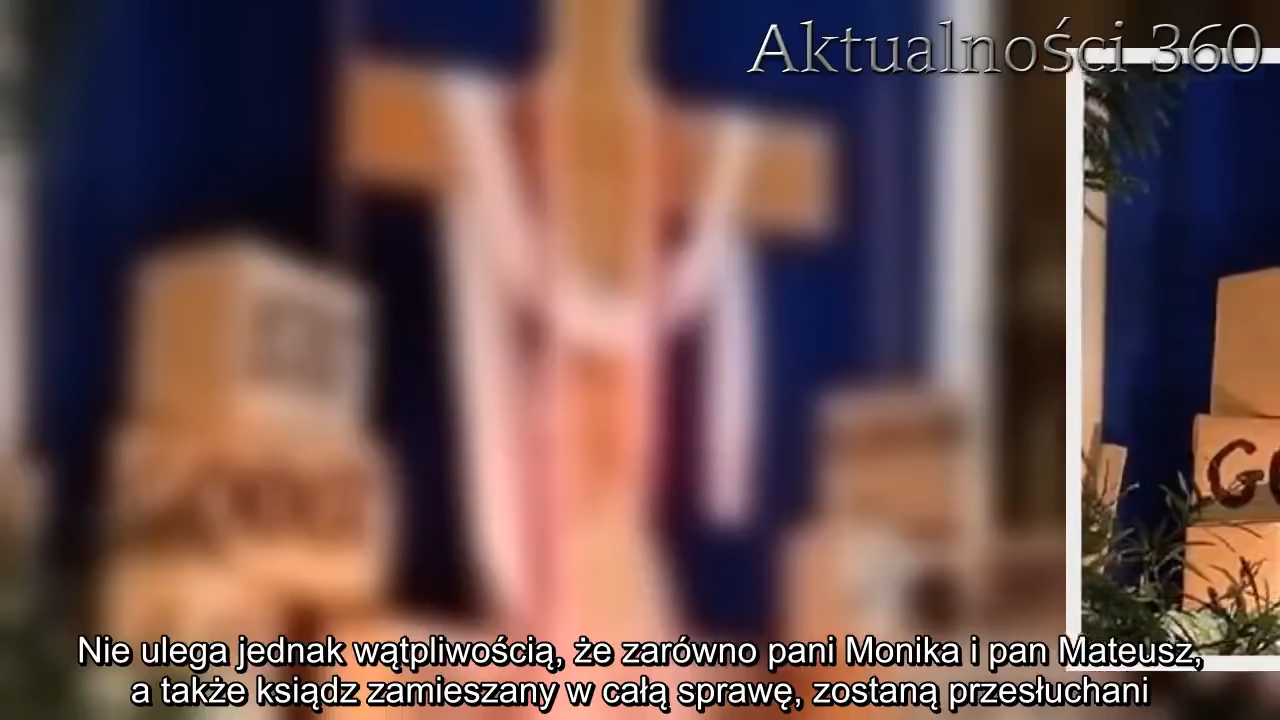 Aktualności 360
GO
Nie ulega jednak wątpliwością, że zarówno pani Monika i pan Mateusz,
a także ksiądz zamieszany w całą sprawę, zostaną przesłuchani